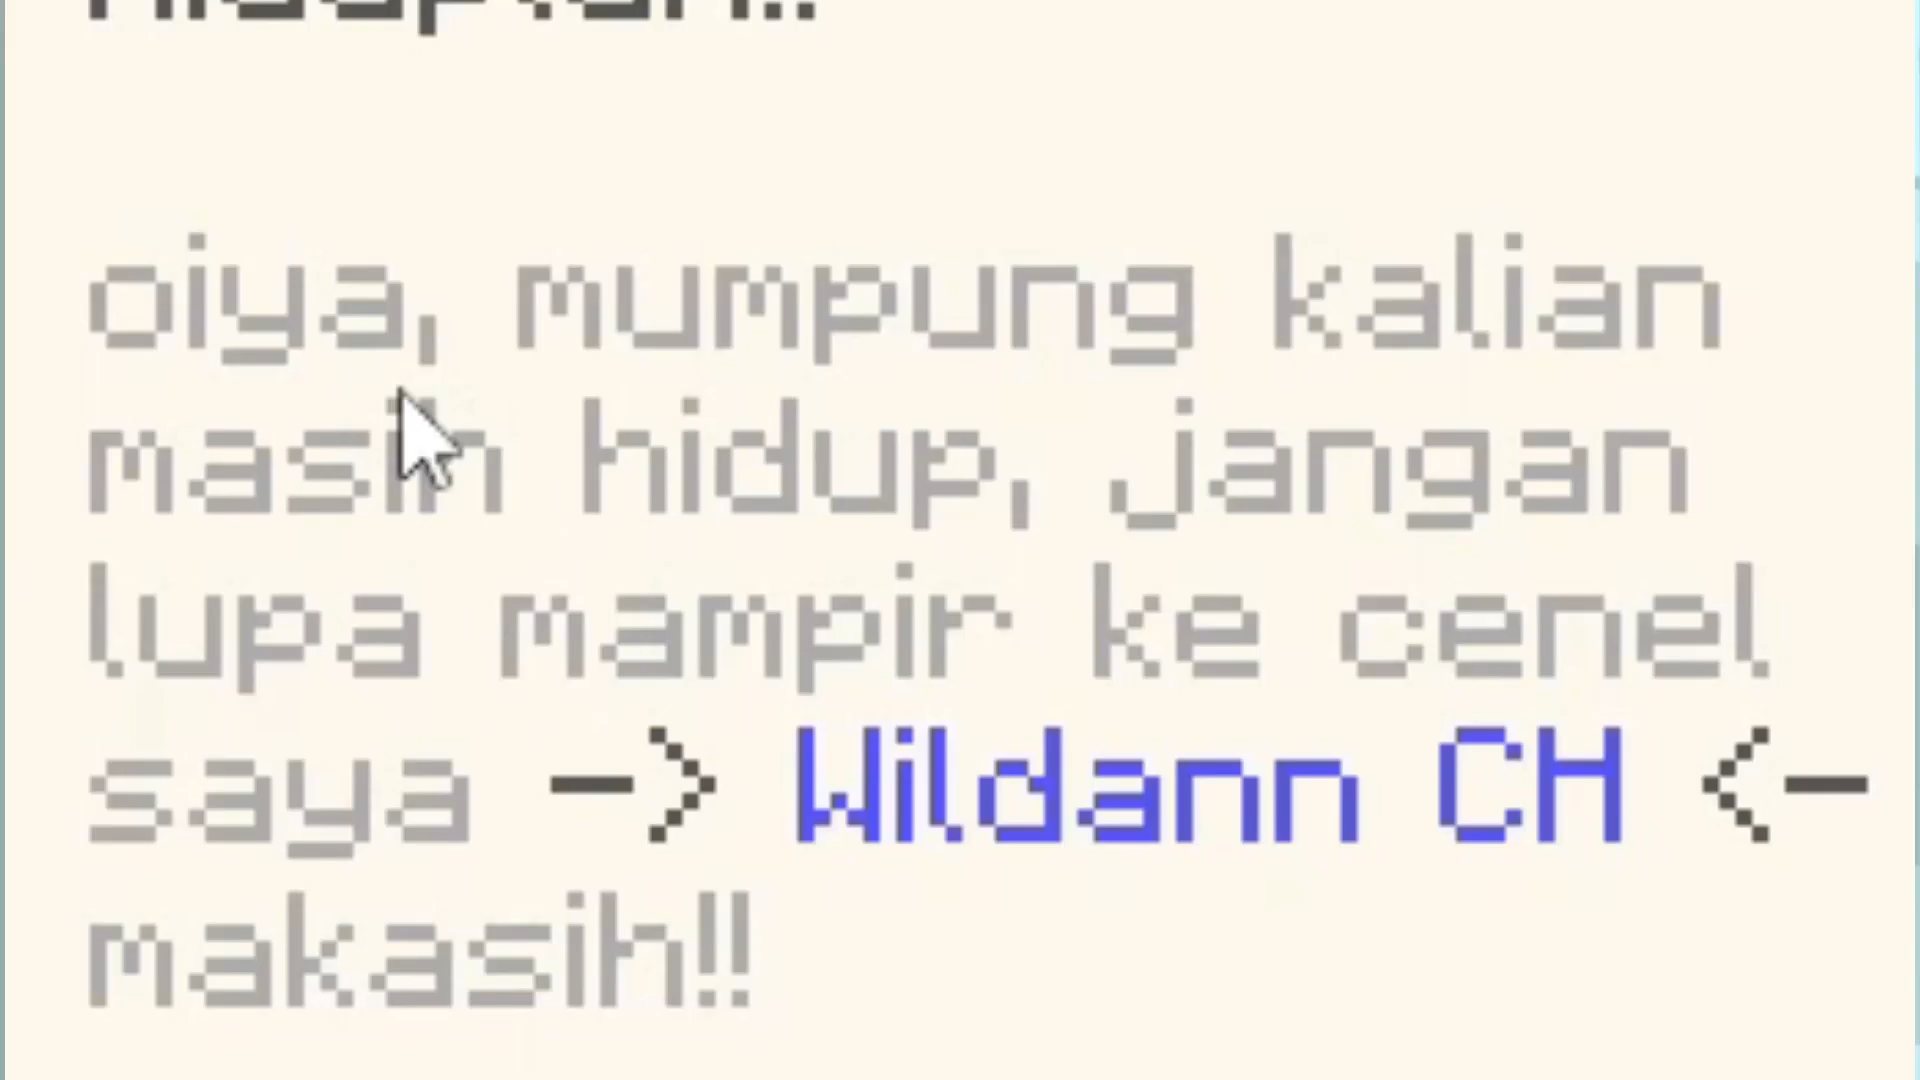 oiya, mumpung kalian
masih hidup, jangan
lupa mampir ke cenel
saya -> Wildann CH <-
makasih!!